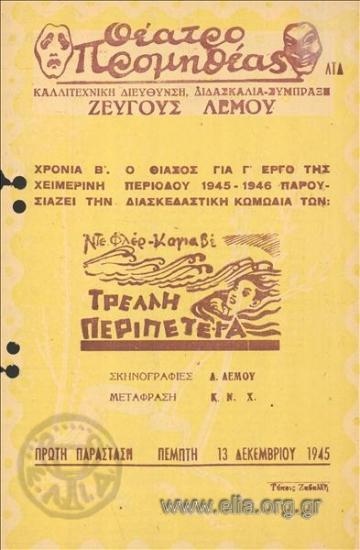 Θέατρο
Προμηθέας
ΛΤΔ
ΚΑΛΛΙΤΕΧΝΙΚΗ ΔΙΕΥΘΥΝΣΗ, ΔΙΔΑΣΚΑΛΙΑ-ΣΥΜΠΡΑΞΗ
ΖΕΥΓΟΥΣ ΛΕΜΟΥ
ΧΡΟΝΙΑ Β΄. Ο ΘΙΑΣΟΣ ΓΙΑ Γ΄ ΕΡΓΟ ΤΗΣ
ΧΕΙΜΕΡΙΝΗ ΠΕΡΙΟΔΟΥ 1945-1946 ΠΑΡΟΥ-
ΣΙΑΖΕΙ ΤΗΝ ΔΙΑΣΚΕΔΑΣΤΙΚΗ ΚΩΜΩΔΙΑ ΤΩΝ:
Ντε Φλέρ-Καγιαβέ
ΤΡΕΛΛΗ
ΠΕΡΙΠΕΤΕΙΑ
ΣΚΗΝΟΓΡΑΦΙΕΣ Α. ΛΕΜΟΥ
ΜΕΤΑΦΡΑΣΗ Κ. Ν. Χ.
ΠΡΩΤΗ ΠΑΡΑΣΤΑΣΗ ΠΕΜΠΤΗ 13 ΔΕΚΕΜΒΡΙΟΥ 1945
Ε.Λ.Ι.Α.
www.elia.org.gr